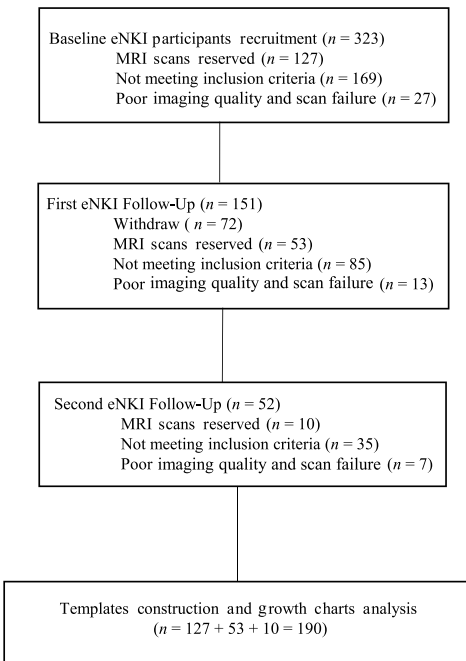 Baseline eNKI participants recruitment (n = 323)
MRI scans reserved (n = 127)
Not meeting inclusion criteria (n = 169)
Poor imaging quality and scan failure (n = 27)
First eNKI Follow-Up (n = 151)
Withdraw ( n = 72)
MRI scans reserved (n = 53)
Not meeting inclusion criteria (n = 85)
Poor imaging quality and scan failure (n = 13)
Second eNKI Follow-Up (n = 52)
MRI scans reserved (n = 10)
Not meeting inclusion criteria (n = 35)
Poor imaging quality and scan failure (n = 7)
Templates construction and growth charts analysis
(n = 127 + 53 + 10 = 190)